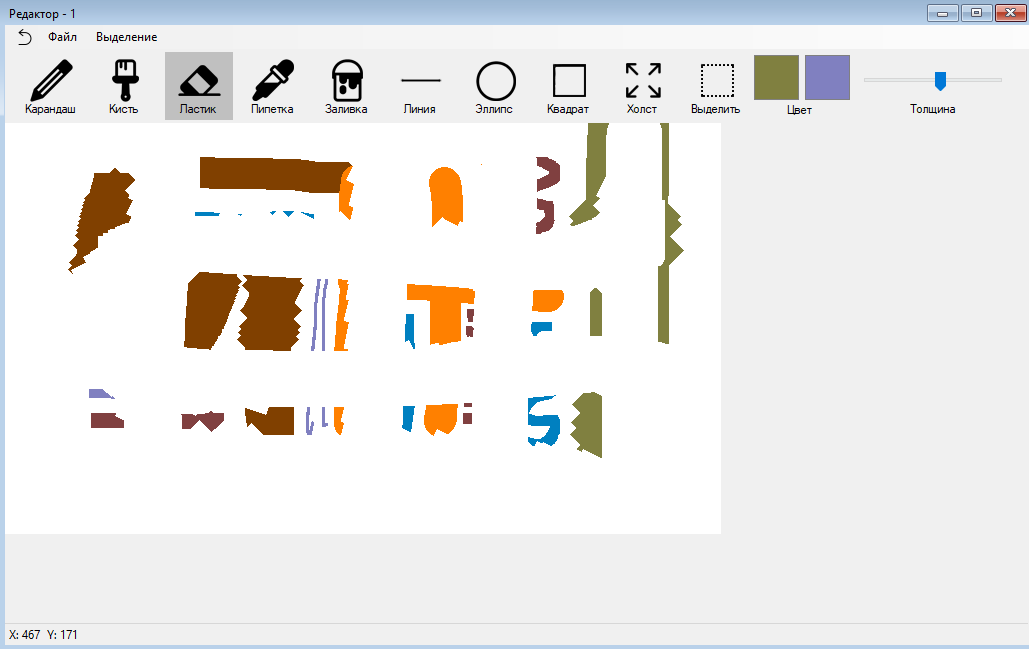 Редактор - 1
Файл Выделение
Карандаш Кисть Ластик Пипетка Заливка Линия Эллипс Квадрат Холст Выделить Цвет Толщина
X: 467 Y: 171